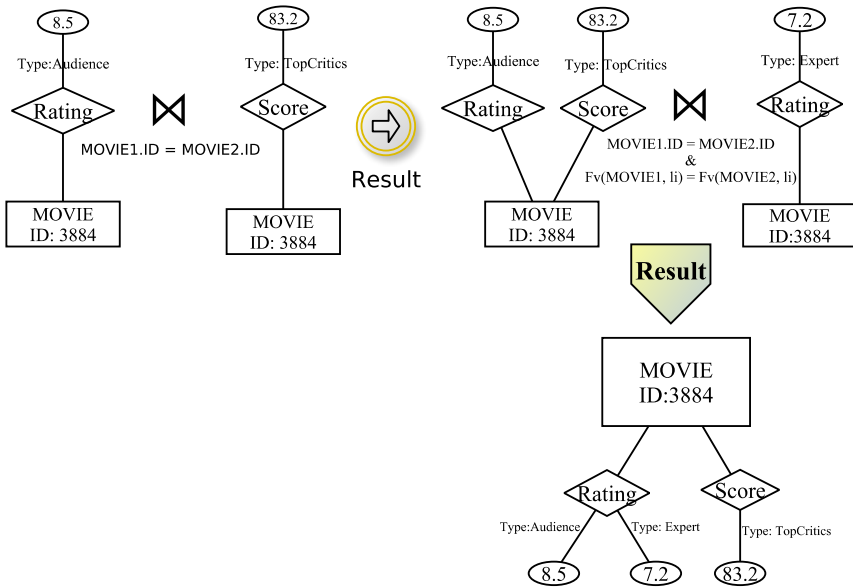 8.5
83.2
8.5
83.2
7.2
Type:Audience
Type: TopCritics
Type:Audience
Type: TopCritics
Type: Expert
Rating
Score
Rating
Score
Rating
MOVIE1.ID = MOVIE2.ID
MOVIE1.ID = MOVIE2.ID
&
Fv(MOVIE1, li) = Fv(MOVIE2, li)
Result
MOVIE
ID: 3884
MOVIE
ID: 3884
MOVIE
ID: 3884
MOVIE
ID:3884
Result
MOVIE
ID:3884
Rating
Score
Type:Audience
Type: Expert
Type: TopCritics
8.5
7.2
83.2